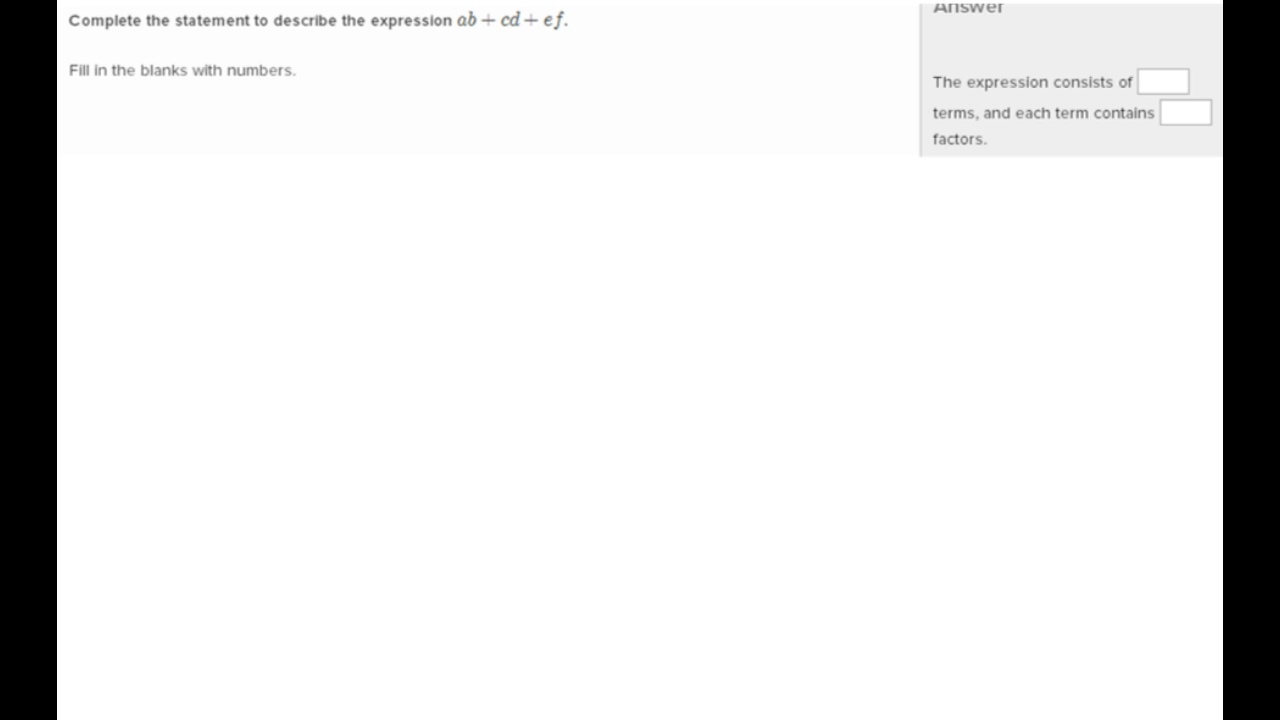 Complete the statement to describe the expression ab + cd + ef.
Fill in the blanks with numbers.
Answer
The expression consists of
terms, and each term contains
factors.